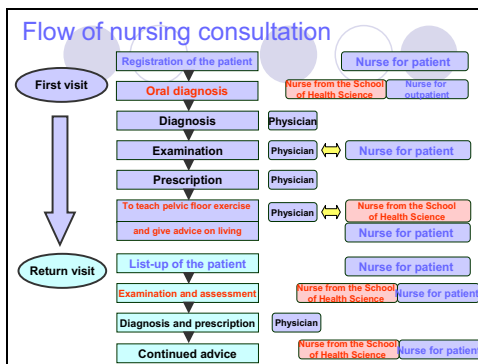 Flow of nursing consultation
Registration of the patient
Nurse for patient
First visit
Oral diagnosis
Nurse from the School
of Health Science
Nurse for
outpatient
Diagnosis
Physician
Examination
Physician
Nurse for patient
Prescription
Physician
To teach pelvic floor exercise
and give advice on living
Physician
Nurse from the School
of Health Science
Nurse for patient
Return visit
List-up of the patient
Nurse for patient
Examination and assessment
Nurse from the School
of Health Science
Nurse for patient
Diagnosis and prescription
Physician
Continued advice
Nurse from the School
of Health Science
Nurse for patient